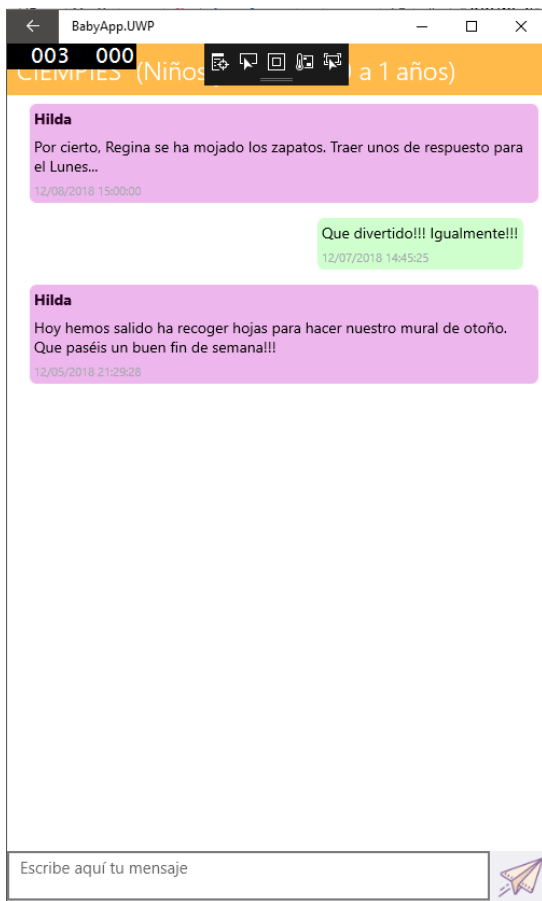 BabyApp.UWP
003 000
CIEMPIES (Niños a 1 años)
Hilda
Por cierto, Regina se ha mojado los zapatos. Traer unos de respuesto para
el Lunes...
12/08/2018 15:00:00
Que divertido!!! Igualmente!!!
12/07/2018 14:45:25
Hilda
Hoy hemos salido ha recoger hojas para hacer nuestro mural de otoño.
Que paséis un buen fin de semana!!!
12/05/2018 21:29:28
Escribe aquí tu mensaje